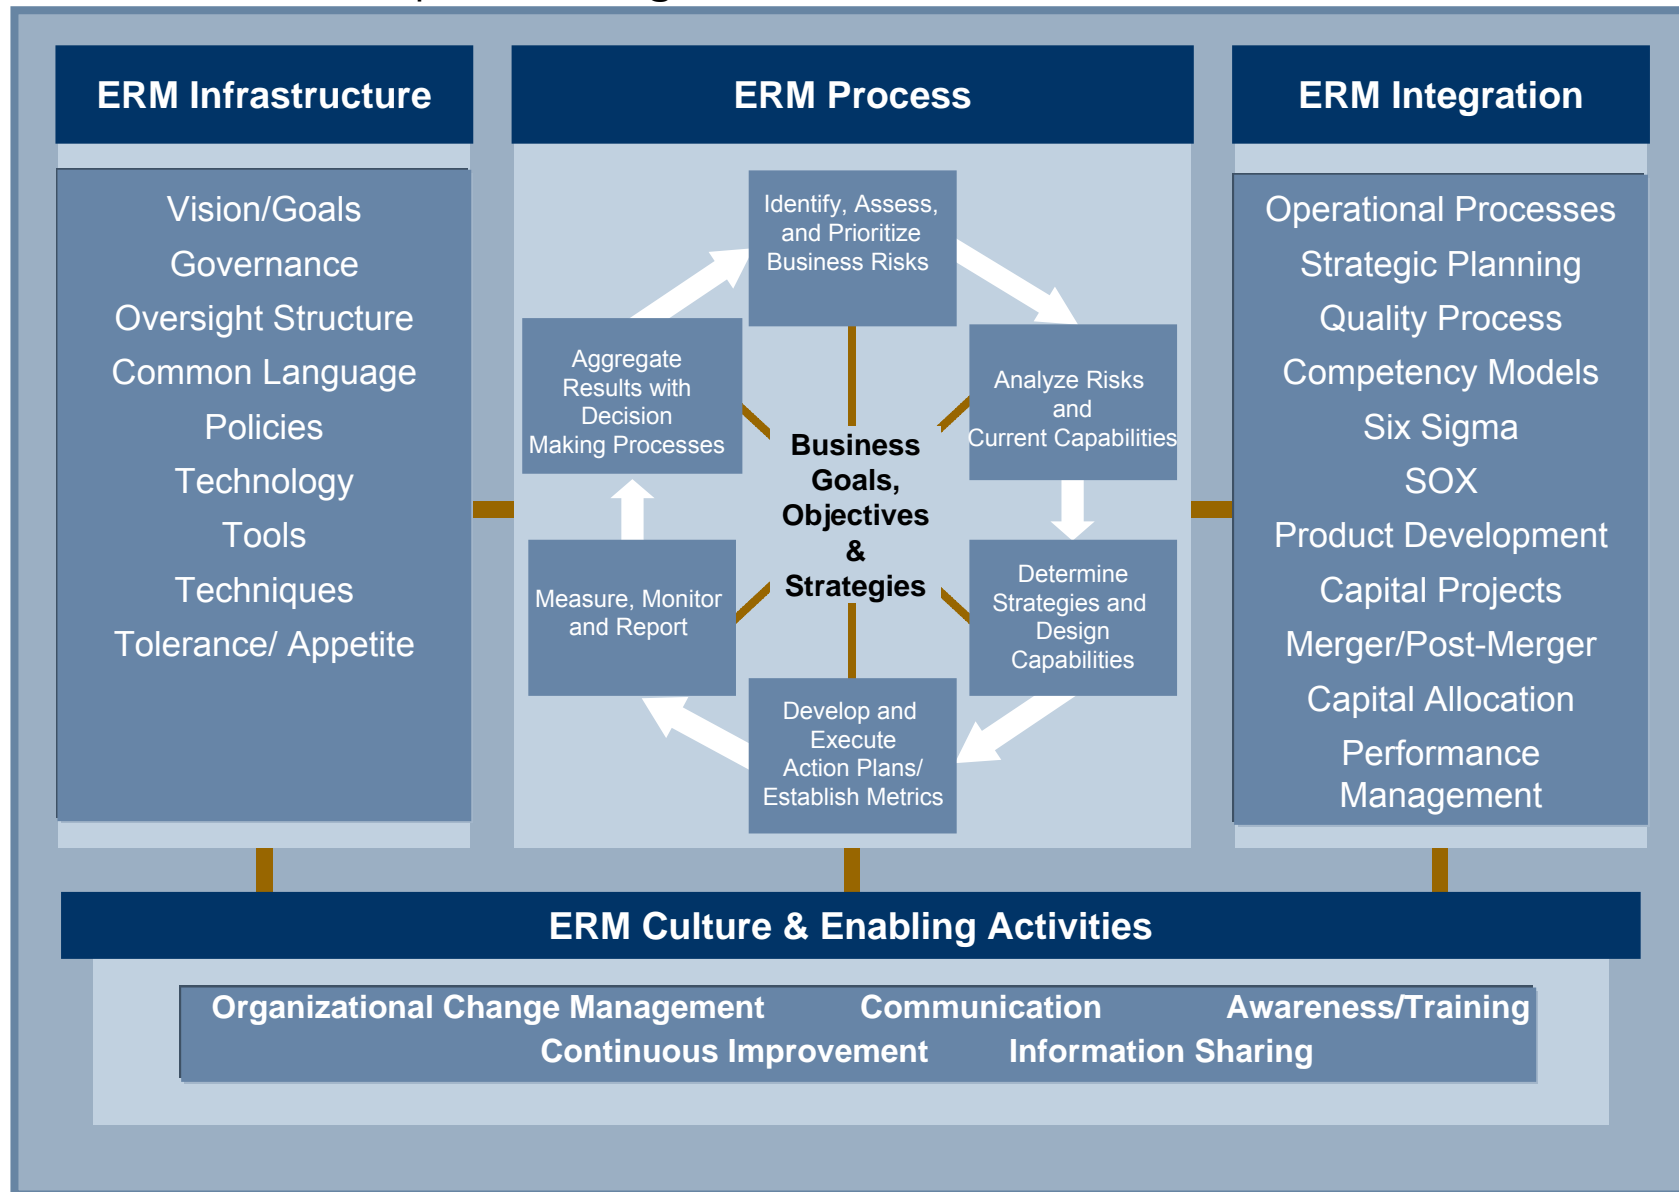 ERM Infrastructure
Vision/Goals
Governance
Oversight Structure
Common Language
Policies
Technology
Tools
Techniques
Tolerance/ Appetite
ERM Process
Identify, Assess,
and Prioritize
Business Risks
Analyze Risks
and
Current Capabilities
Determine
Strategies and
Design
Capabilities
Develop and
Execute
Action Plans/
Establish Metrics
Measure, Monitor
and Report
Aggregate
Results with
Decision
Making Processes
Business
Goals,
Objectives
&
Strategies
ERM Integration
Operational Processes
Strategic Planning
Quality Process
Competency Models
Six Sigma
SOX
Product Development
Capital Projects
Merger/Post-Merger
Capital Allocation
Performance
Management
ERM Culture & Enabling Activities
Organizational Change Management Communication Awareness/Training
Continuous Improvement Information Sharing